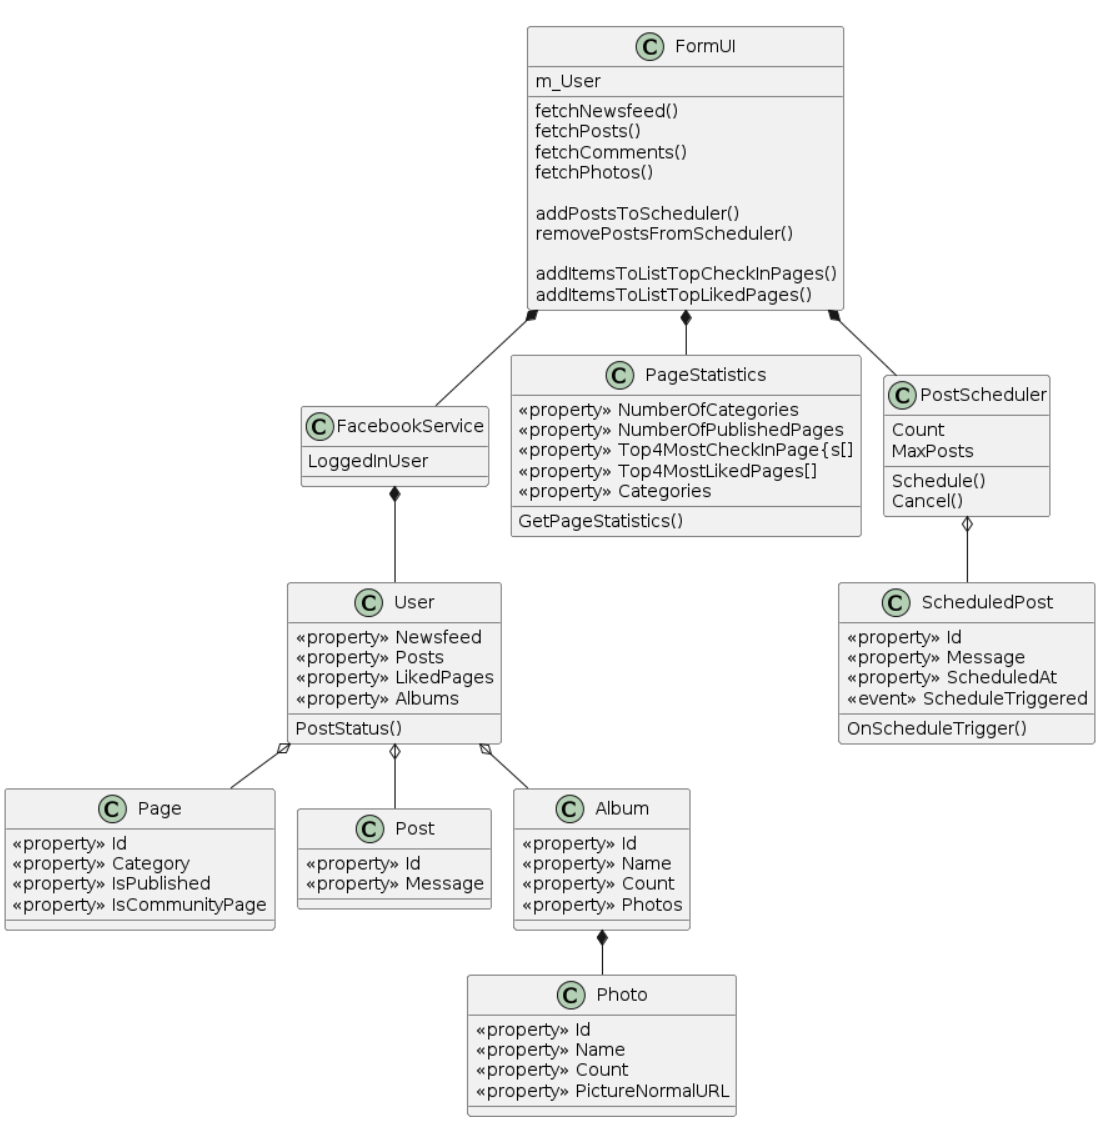 C FormUI
m_User
fetchNewsfeed()
fetchPosts()
fetchComments()
fetchPhotos()
addPostsToScheduler()
removePostsFromScheduler()
addItemsToListTopCheckInPages()
addItemsToListTopLikedPages()
C FacebookService
LoggedInUser
C PageStatistics
«property» NumberOfCategories
«property» NumberOfPublishedPages
«property» Top4MostCheckInPage{s[]
«property» Top4MostLikedPages[]
«property» Categories
GetPageStatistics()
C PostScheduler
Count
MaxPosts
Schedule()
Cancel()
C User
«property» Newsfeed
«property» Posts
«property» LikedPages
«property» Albums
PostStatus()
C ScheduledPost
«property» Id
«property» Message
«property» ScheduledAt
«event» ScheduleTriggered
OnScheduleTrigger()
C Page
«property» Id
«property» Category
«property» IsPublished
«property» IsCommunityPage
C Post
«property» Id
«property» Message
C Album
«property» Id
«property» Name
«property» Count
«property» Photos
C Photo
«property» Id
«property» Name
«property» Count
«property» PictureNormalURL